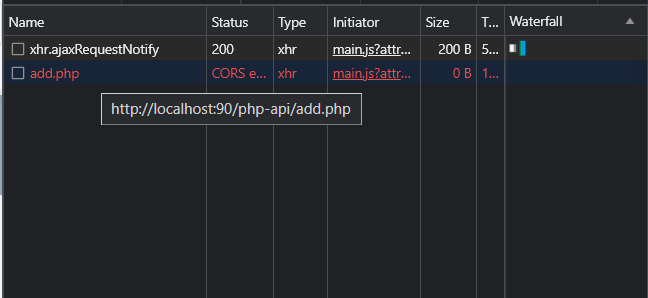 Name Status Type Initiator Size T... Waterfall
xhr.ajaxRequestNotify 200 xhr main.js?attr... 200 B 5...
add.php CORS e... xhr main.js?attr... 0 B 1...
http://localhost:90/php-api/add.php